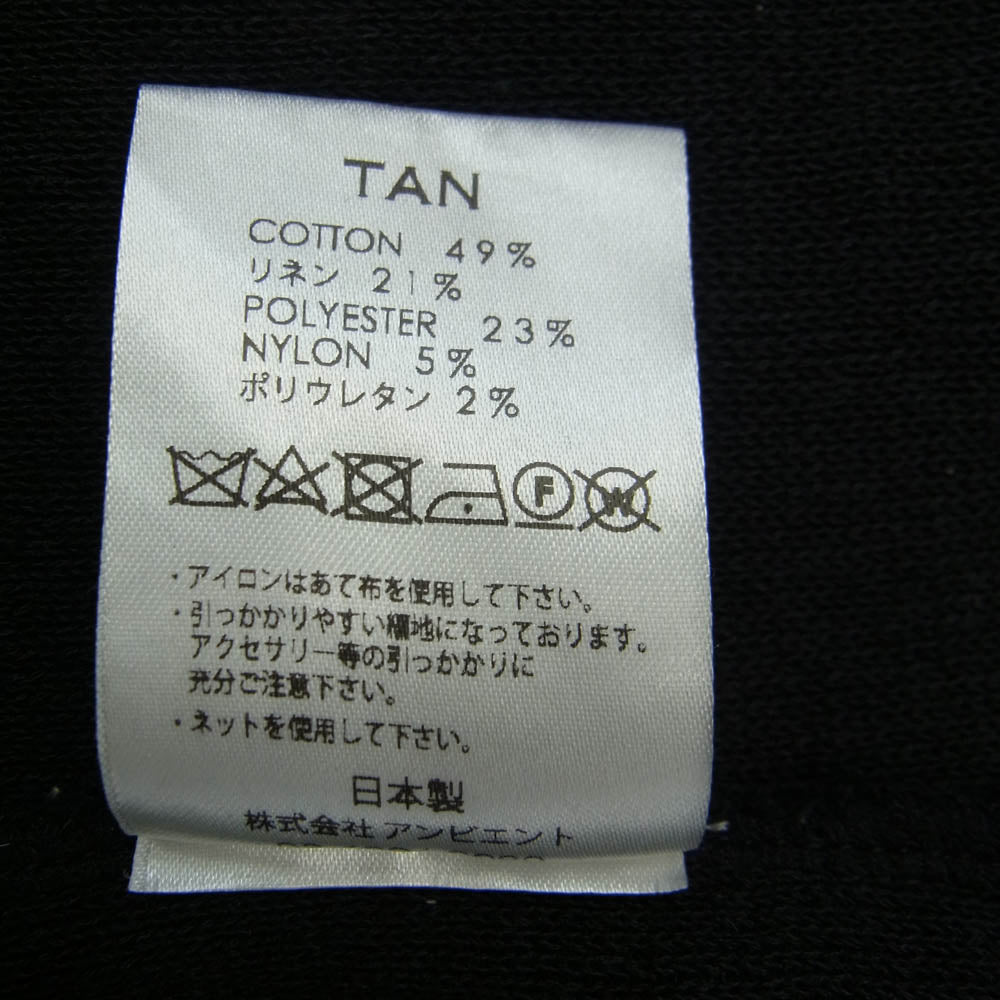 TAN
COTTON 49%
リネン 21%
POLYESTER 23%
NYLON 5%
ポリウレタン 2%
F W
・アイロンはあて布を使用して下さい。
・引っかかりやすい編地になっております。
アクセサリー等の引っかかりに
充分ご注意下さい。
・ネットを使用して下さい。
日本製
株式会社 アンビエント